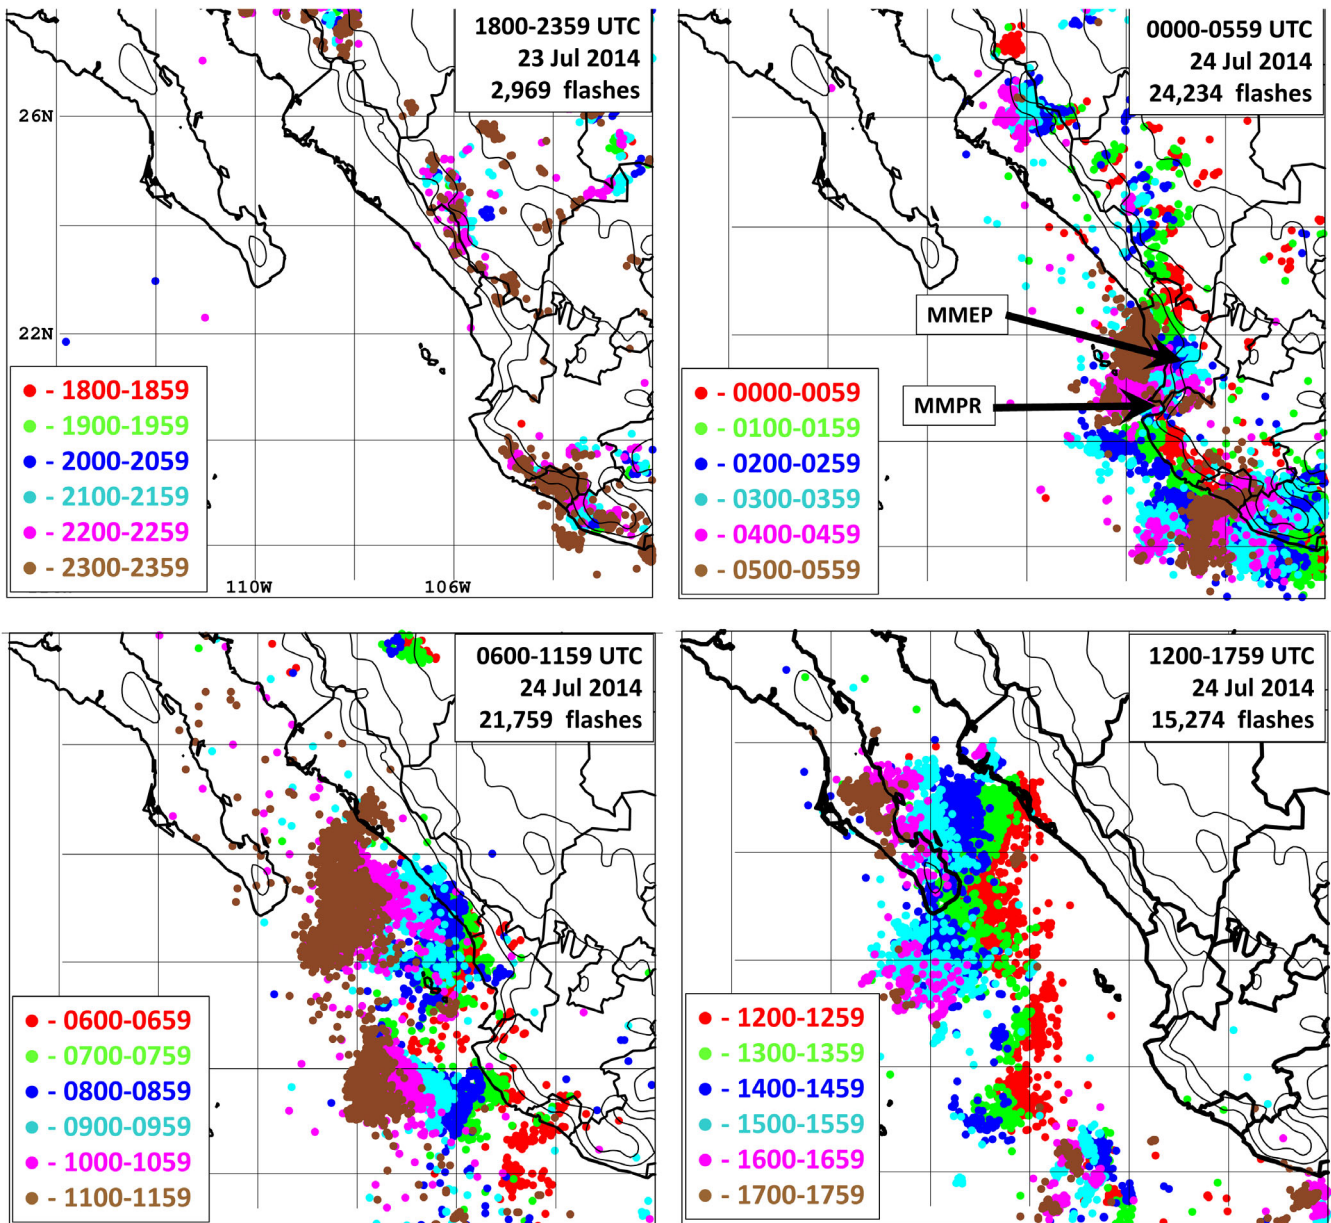 1800-2359 UTC
23 Jul 2014
2,969 flashes
26N
22N
- 1800-1859
- 1900-1959
- 2000-2059
- 2100-2159
- 2200-2259
- 2300-2359
110W 106W
0000-0559 UTC
24 Jul 2014
24,234 flashes
MMEP
MMPR
- 0000-0059
- 0100-0159
- 0200-0259
- 0300-0359
- 0400-0459
- 0500-0559
0600-1159 UTC
24 Jul 2014
21,759 flashes
- 0600-0659
- 0700-0759
- 0800-0859
- 0900-0959
- 1000-1059
- 1100-1159
1200-1759 UTC
24 Jul 2014
15,274 flashes
- 1200-1259
- 1300-1359
- 1400-1459
- 1500-1559
- 1600-1659
- 1700-1759